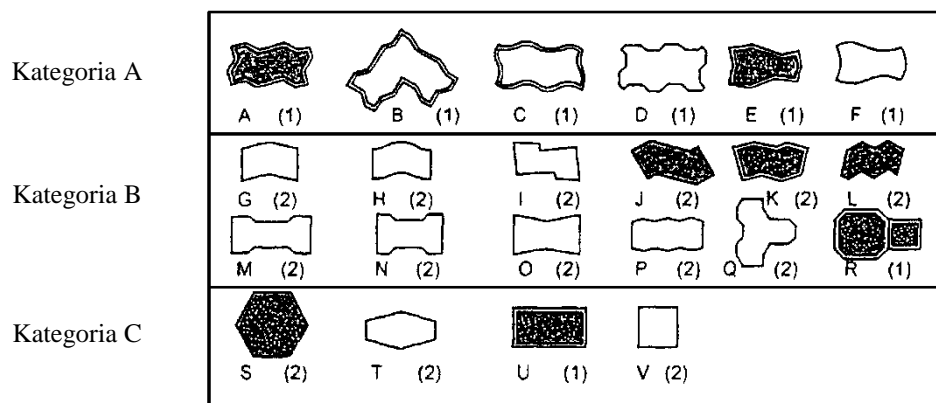 Kategoria A
A (1) B (1) C (1) D (1) E (1) F (1)
Kategoria B
G (2) H (2) I (2) J (2) K (2) L (2)
M (2) N (2) O (2) P (2) Q (2) R (1)
Kategoria C
S (2) T (2) U (1) V (2)